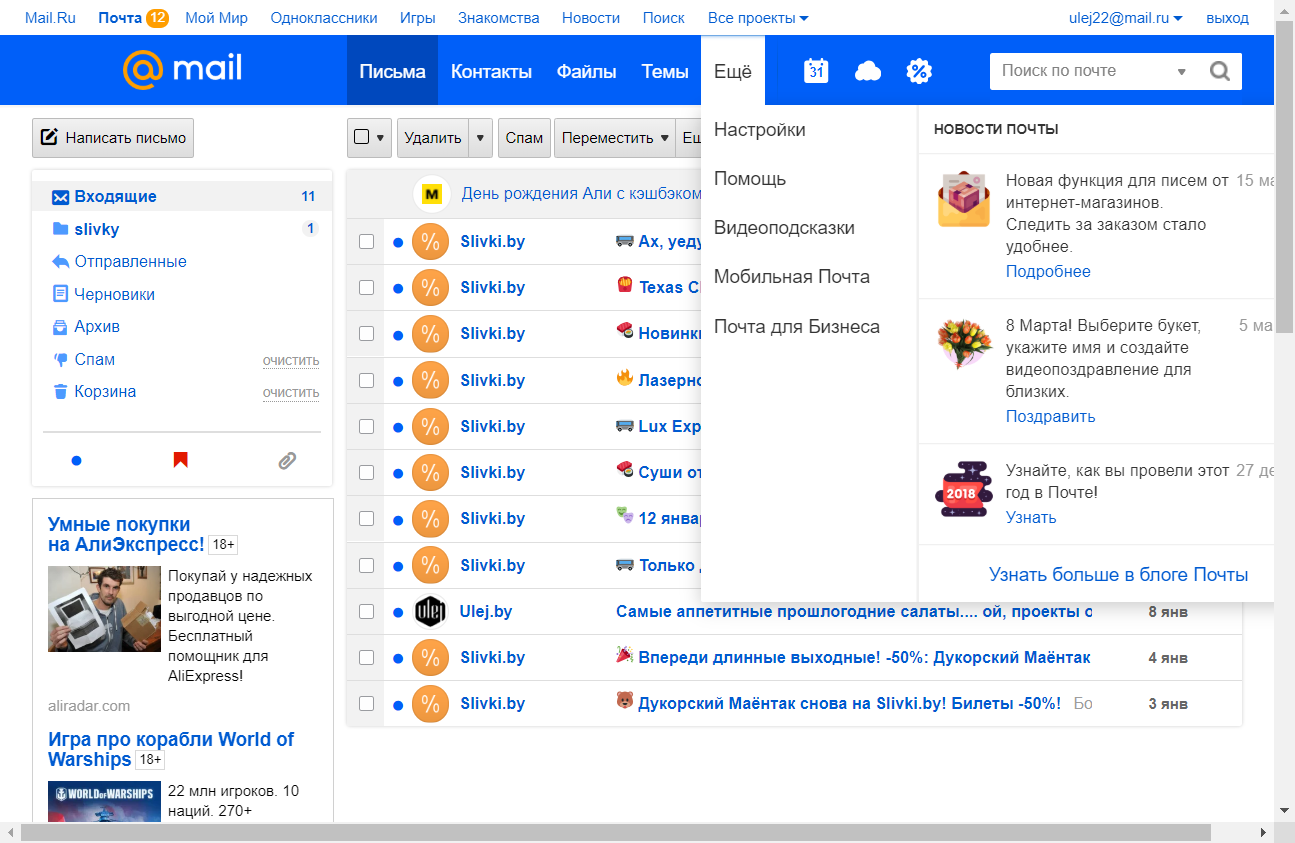 Mail.Ru Почта 12 Мой Мир Одноклассники Игры Знакомства Новости Поиск Все проекты ulej22@mail.ru выход
@mail Письма Контакты Файлы Темы Ещё 31 % Поиск по почте
Написать письмо
Удалить Спам Переместить Ещ
Входящие 11
slivky 1
Отправленные
Черновики
Архив
Спам очистить
Корзина очистить
Умные покупки
на АлиЭкспресс! 18+
Покупай у надежных
продавцов по
выгодной цене.
Бесплатный
помощник для
AliExpress!
aliradar.com
Игра про корабли World of
Warships 18+
WORLD OF WARSHIPS
22 млн игроков. 10
наций. 270+
М День рождения Али с кэшбэком
% Slivki.by Ах, уеду
% Slivki.by Texas C
% Slivki.by Новинки
% Slivki.by Лазерно
% Slivki.by Lux Exp
% Slivki.by Суши от
% Slivki.by 12 январ
% Slivki.by Только
ulej Ulej.by Самые аппетитные прошлогодние салаты.... ой, проекты о 8 янв
% Slivki.by Впереди длинные выходные! -50%: Дукорский Маёнтак 4 янв
% Slivki.by Дукорский Маёнтак снова на Slivki.by! Билеты -50%! Бо 3 янв
Настройки
Помощь
Видеоподсказки
Мобильная Почта
Почта для Бизнеса
НОВОСТИ ПОЧТЫ
Новая функция для писем от 15 ма
интернет-магазинов.
Следить за заказом стало
удобнее.
Подробнее
8 Марта! Выберите букет, 5 ма
укажите имя и создайте
видеопоздравление для
близких.
Поздравить
2018
Узнайте, как вы провели этот 27 де
год в Почте!
Узнать
Узнать больше в блоге Почты